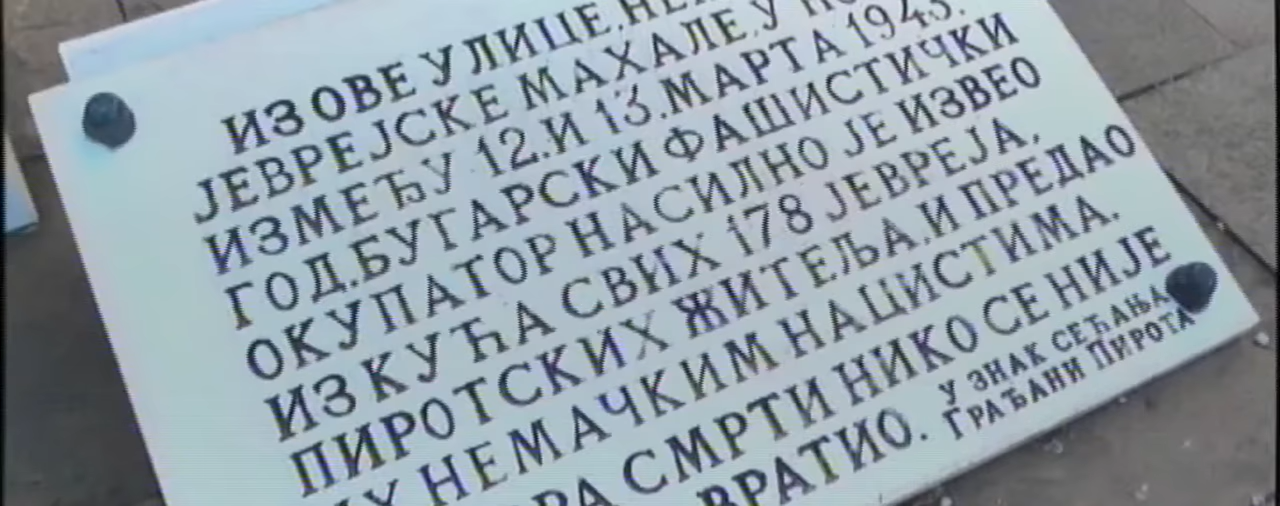 ИЗ ОВЕ УЛИЦЕ,
ЈЕВРЕЈСКЕ МАХАЛЕ, У
ИЗМЕЂУ 12. И 13. МАРТА 1943.
ГОД. БУГАРСКИ ФАШИСТИЧКИ
ОКУПАТОР НАСИЛНО ЈЕ ИЗВЕО
ИЗ КУЋА СВИХ 178 ЈЕВРЕЈА,
ПИРОТСКИХ ЖИТЕЉА, И ПРЕДАО
НЕМАЧКИМ НАЦИСТИМА.
СМРТИ НИКО СЕ НИЈЕ
ВРАТИО.
У ЗНАК СЕЋАЊА
ГРАЂАНИ ПИРОТА